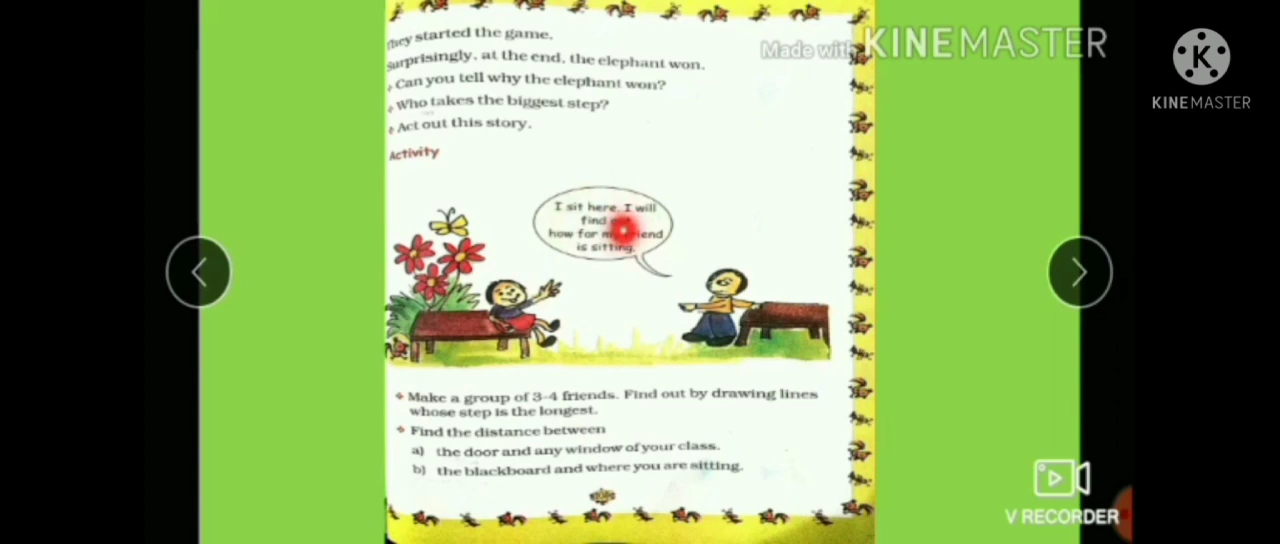 They started the game.
Surprisingly, at the end, the elephant won.
Can you tell why the elephant won?
Who takes the biggest step?
Act out this story.
Activity
I sit here. I will
find
how for my friend
is sitting.
Make a group of 3-4 friends. Find out by drawing lines
whose step is the longest.
Find the distance between
a) the door and any window of your class.
b) the blackboard and where you are sitting.
Made with KINEMASTER
K
KINEMASTER
V RECORDER